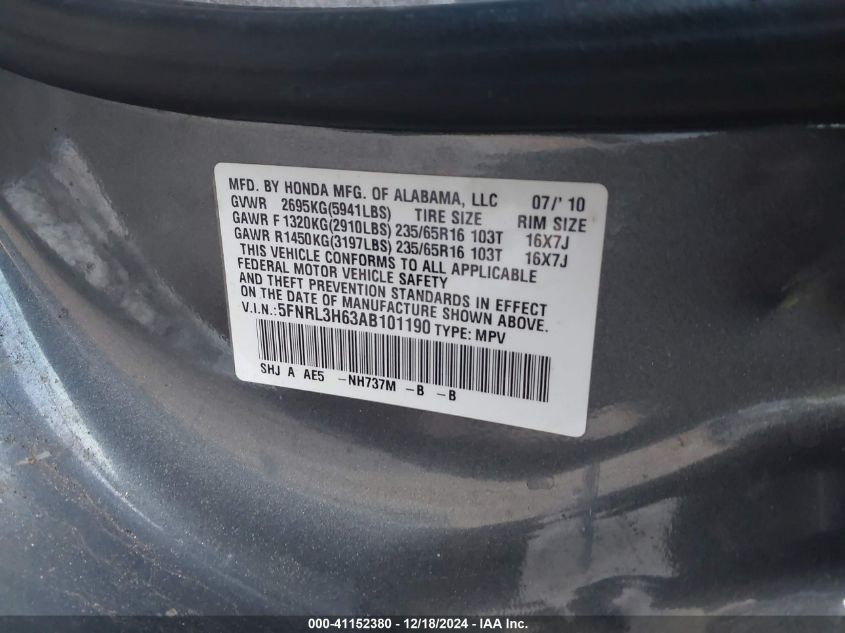 MFD. BY HONDA MFG. OF ALABAMA, LLC 07/' 10
GVWR 2695KG(5941LBS) TIRE SIZE RIM SIZE
GAWR F 1320KG(2910LBS) 235/65R16 103T 16X7J
GAWR R1450KG(3197LBS) 235/65R16 103T 16X7J
THIS VEHICLE CONFORMS TO ALL APPLICABLE
FEDERAL MOTOR VEHICLE SAFETY
AND THEFT PREVENTION STANDARDS IN EFFECT
ON THE DATE OF MANUFACTURE SHOWN ABOVE.
V.I.N.: 5FNRL3H63AB101190 TYPE: MPV
SHJ A AE5 -NH737M -B -B
000-41152380 - 12/18/2024 - IAA Inc.